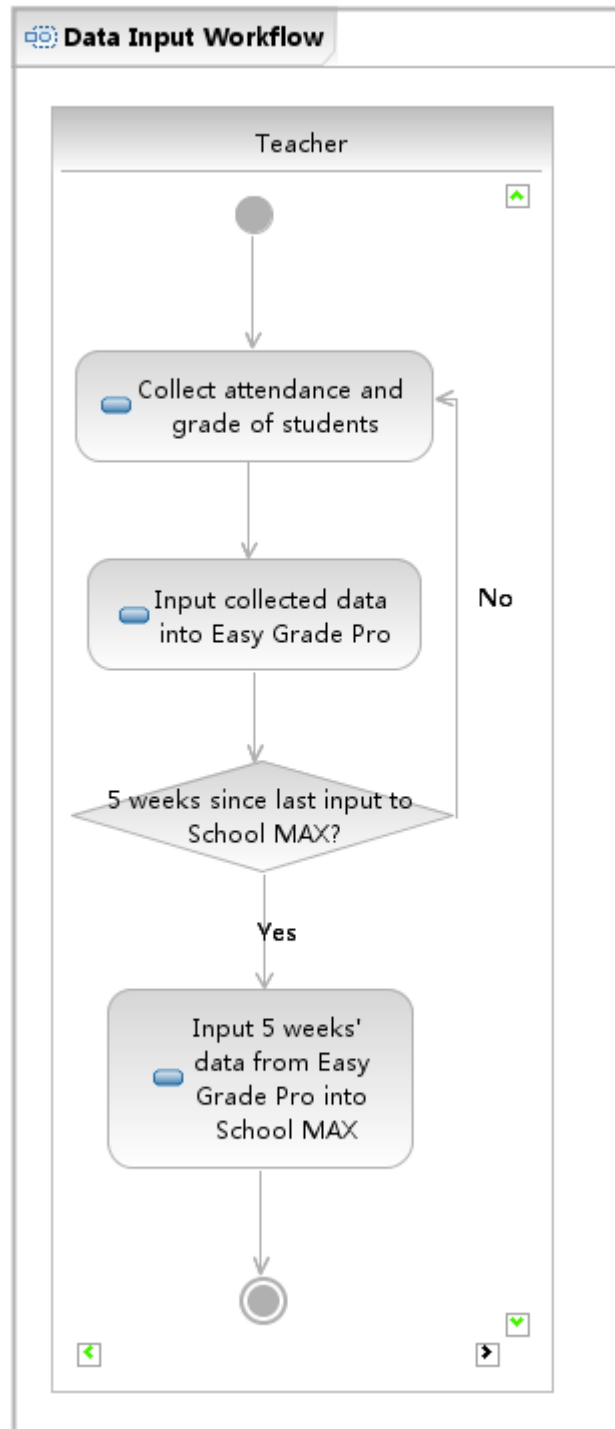 Data Input Workflow
Teacher
Collect attendance and
grade of students
Input collected data
into Easy Grade Pro
No
5 weeks since last input to
School MAX?
Yes
Input 5 weeks'
data from Easy
Grade Pro into
School MAX